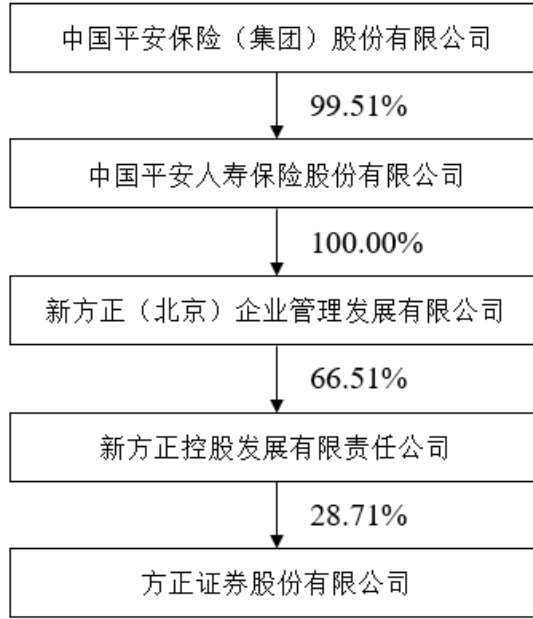 中国平安保险（集团）股份有限公司
99.51%
中国平安人寿保险股份有限公司
100.00%
新方正（北京）企业管理发展有限公司
66.51%
新方正控股发展有限责任公司
28.71%
方正证券股份有限公司